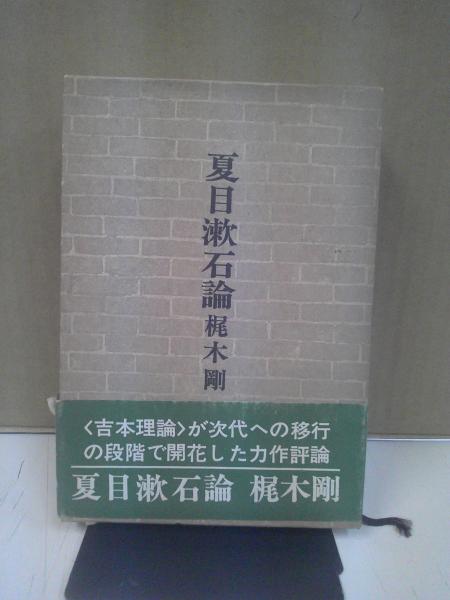 夏目漱石論 梶木剛
〈吉本理論〉が次代への移行
の段階で開花した力作評論
夏目漱石論 梶木剛